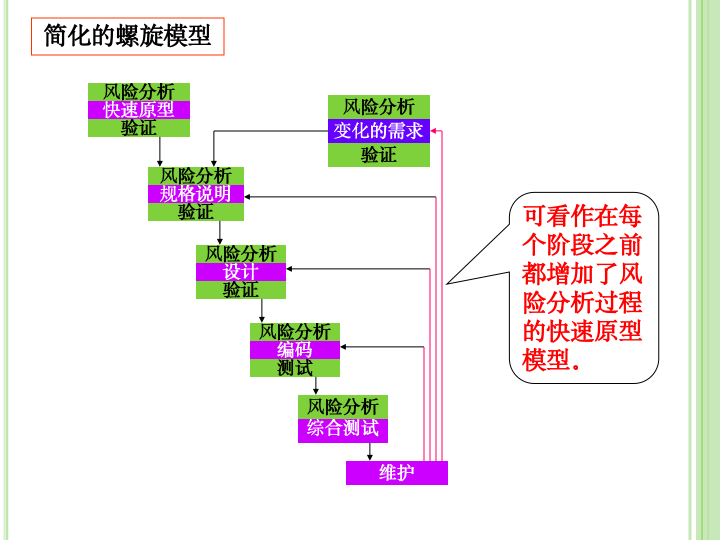 简化的螺旋模型
风险分析
快速原型
验证
风险分析
变化的需求
验证
风险分析
规格说明
验证
风险分析
设计
验证
风险分析
编码
测试
风险分析
综合测试
维护
可看作在每
个阶段之前
都增加了风
险分析过程
的快速原型
模型。